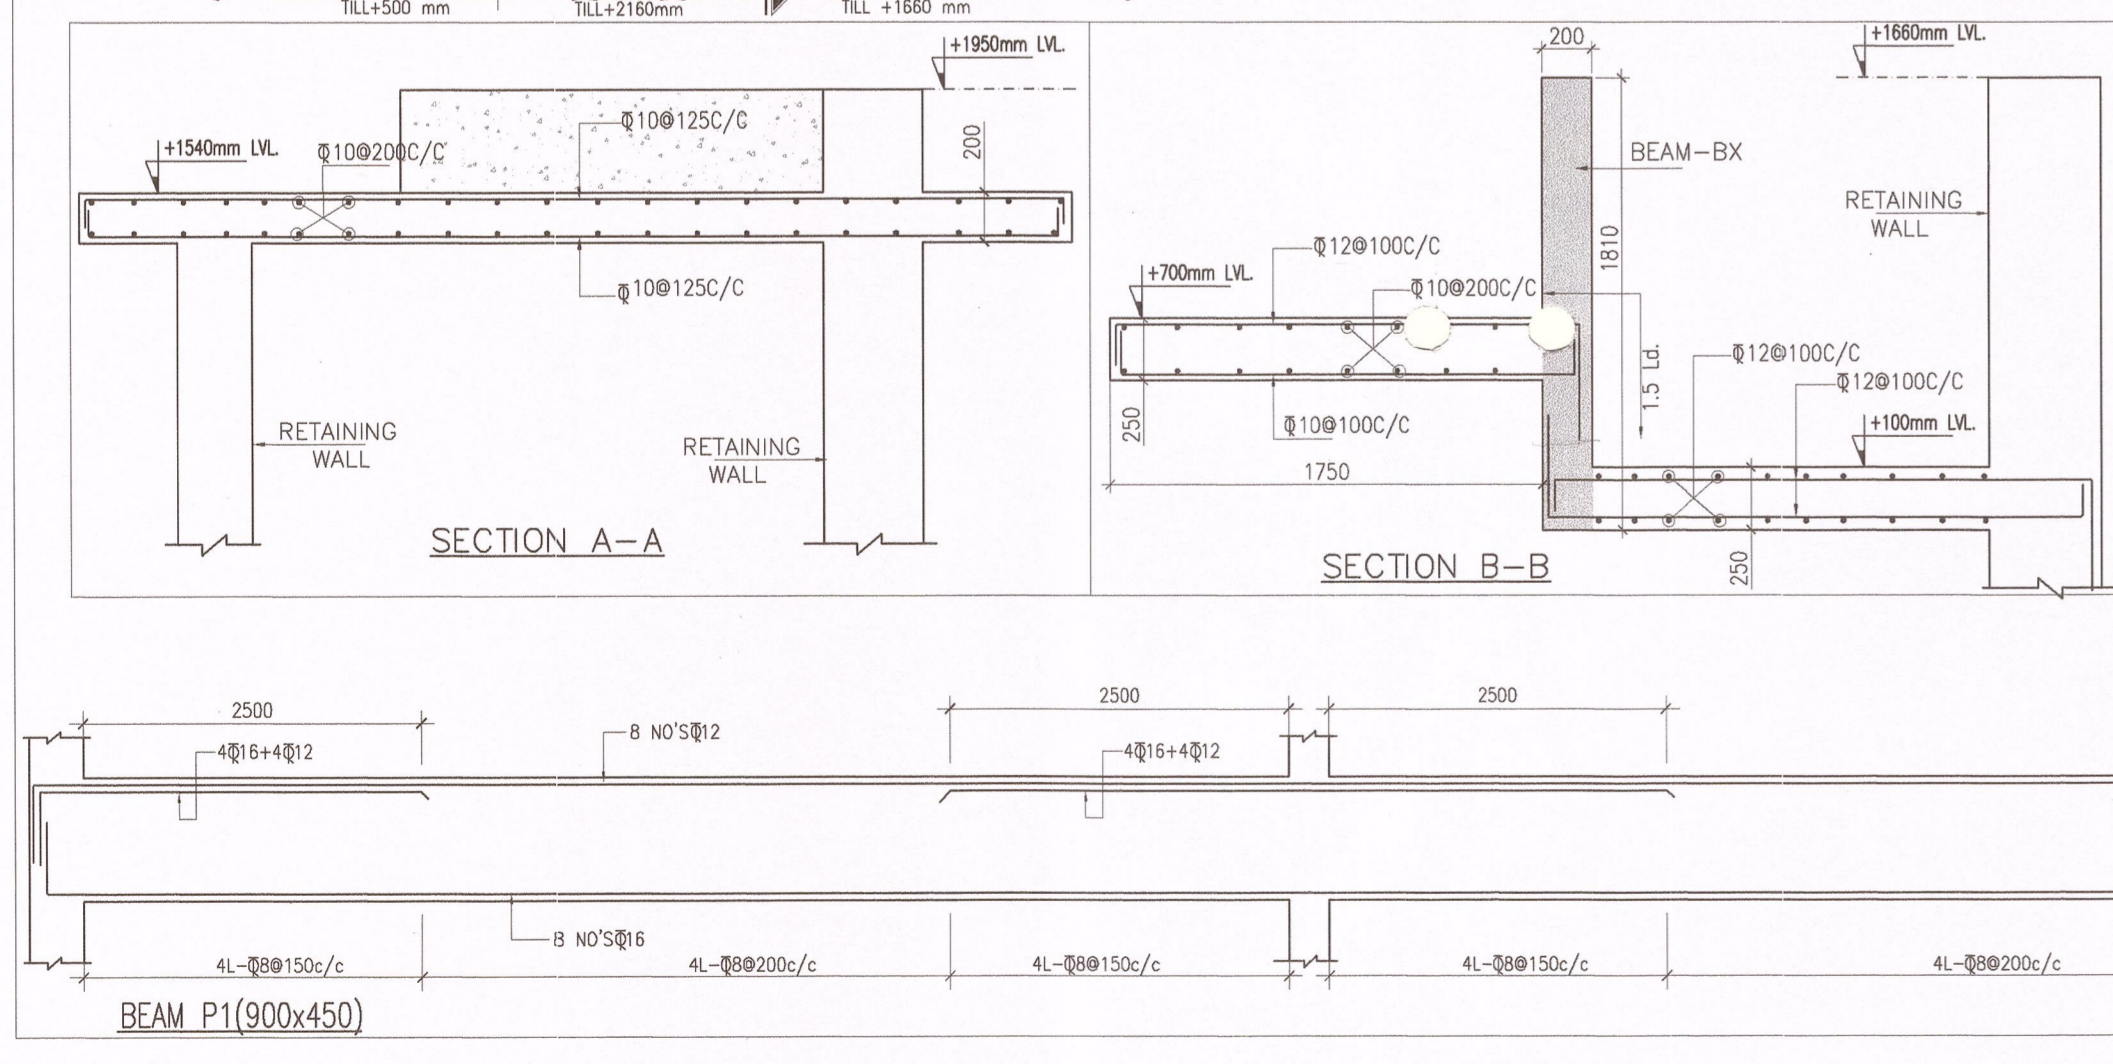 TILL+500 mm
TILL+2160mm
TILL +1660 mm
+1950mm LVL.
Φ10@125C/C
+1540mm LVL.
Φ10@200C/C
200
Φ10@125C/C
RETAINING
WALL
RETAINING
WALL
SECTION A-A
200
+1660mm LVL.
BEAM-BX
RETAINING
WALL
1810
Φ12@100C/C
+700mm LVL.
Φ10@200C/C
1.5 Ld.
Φ12@100C/C
Φ12@100C/C
250
Φ10@100C/C
+100mm LVL.
1750
250
SECTION B-B
2500
2500
2500
8 NO'SΦ12
4Φ16+4Φ12
4Φ16+4Φ12
8 NO'SΦ16
4L-Φ8@150c/c
4L-Φ8@200c/c
4L-Φ8@150c/c
4L-Φ8@150c/c
4L-Φ8@200c/c
BEAM P1(900x450)